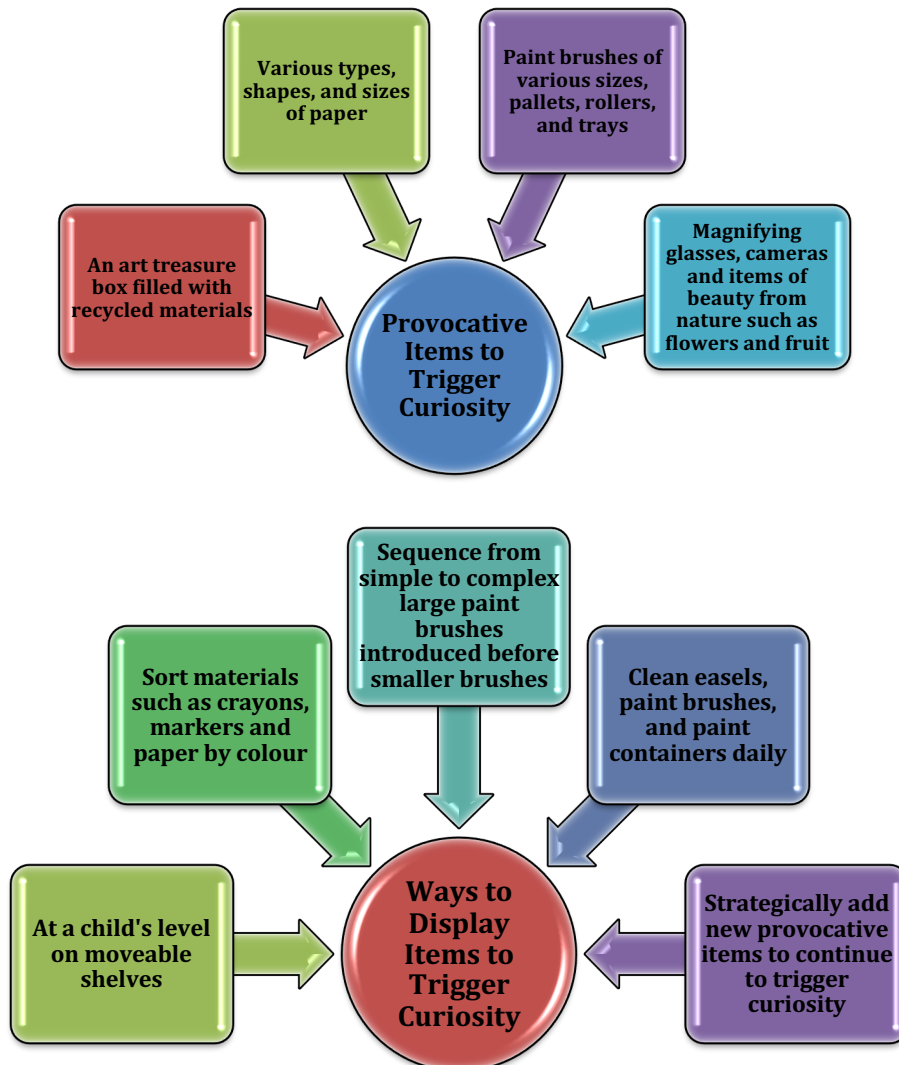 Various types,
shapes, and sizes
of paper
Paint brushes of
various sizes,
pallets, rollers,
and trays
An art treasure
box filled with
recycled materials
Magnifying
glasses, cameras
and items of
beauty from
nature such as
flowers and fruit
Provocative
Items to
Trigger
Curiosity
Sequence from
simple to complex
large paint
brushes
introduced before
smaller brushes
Sort materials
such as crayons,
markers and
paper by colour
Clean easels,
paint brushes,
and paint
containers daily
At a child's level
on moveable
shelves
Ways to
Display
Items to
Trigger
Curiosity
Strategically add
new provocative
items to continue
to trigger
curiosity